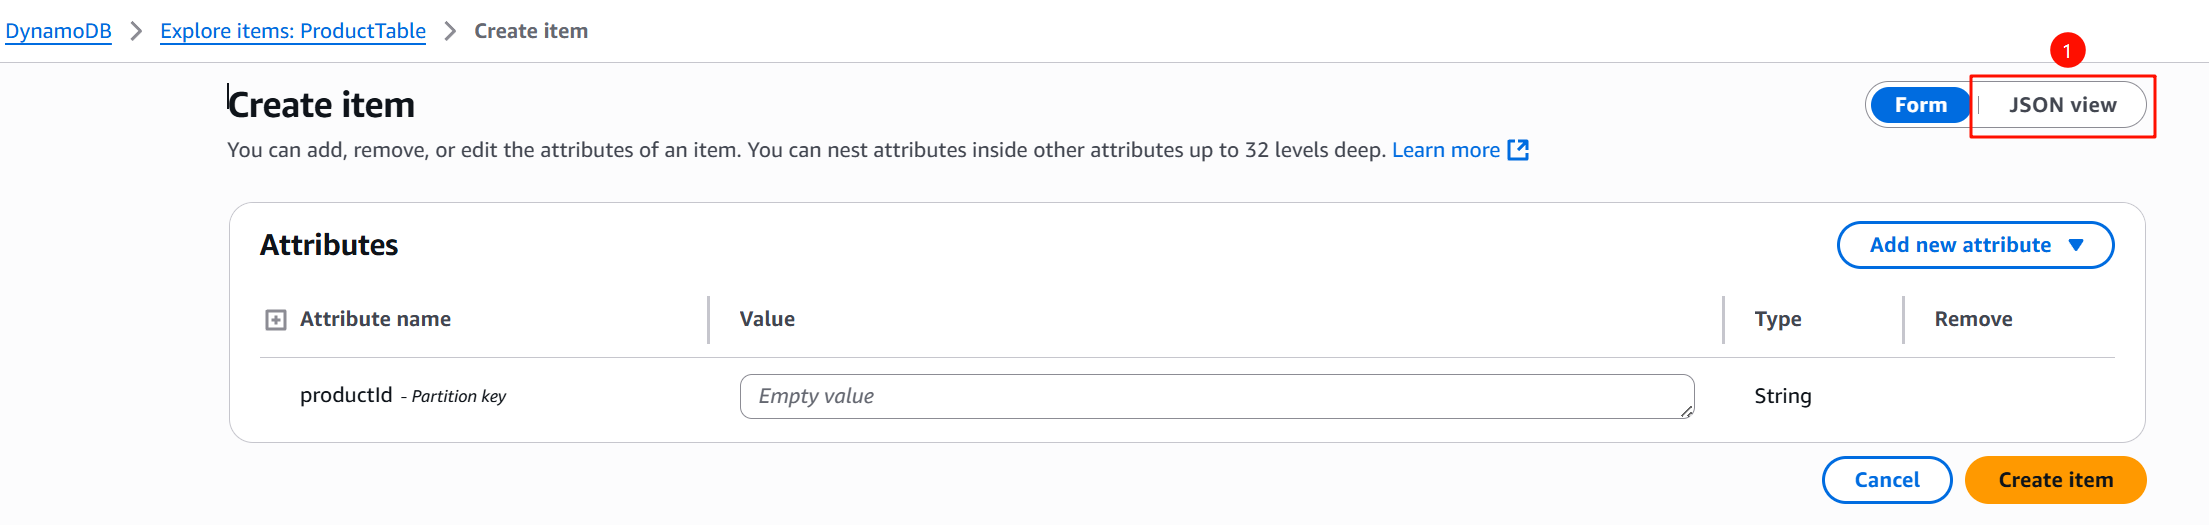 DynamoDB > Explore items: ProductTable > Create item
1
Create item
Form | JSON view
You can add, remove, or edit the attributes of an item. You can nest attributes inside other attributes up to 32 levels deep. Learn more
Attributes
Add new attribute
Attribute name Value Type Remove
productId - Partition key Empty value String
Cancel Create item